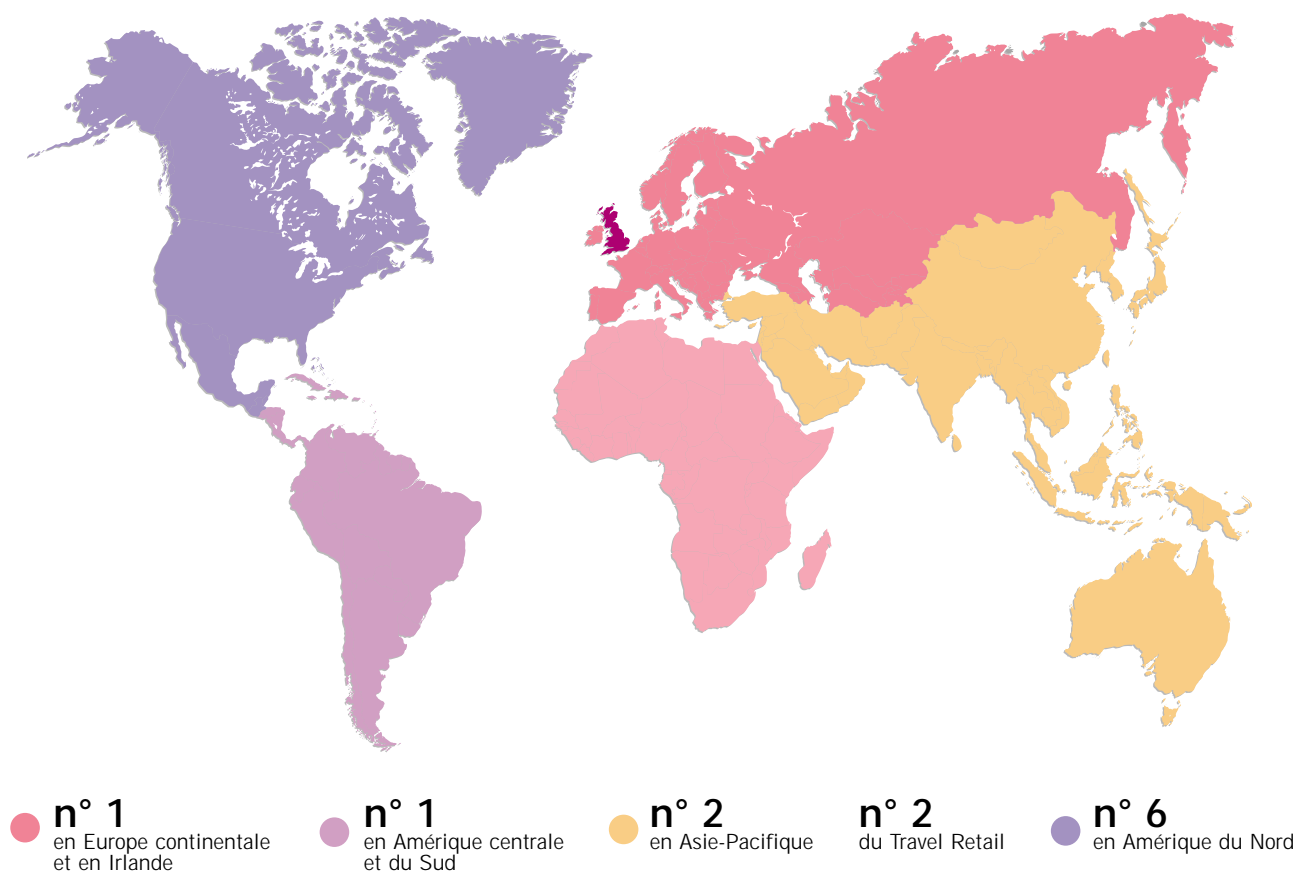 n° 1
en Europe continentale
et en Irlande
n° 1
en Amérique centrale
et du Sud
n° 2
en Asie-Pacifique
n° 2
du Travel Retail
n° 6
en Amérique du Nord